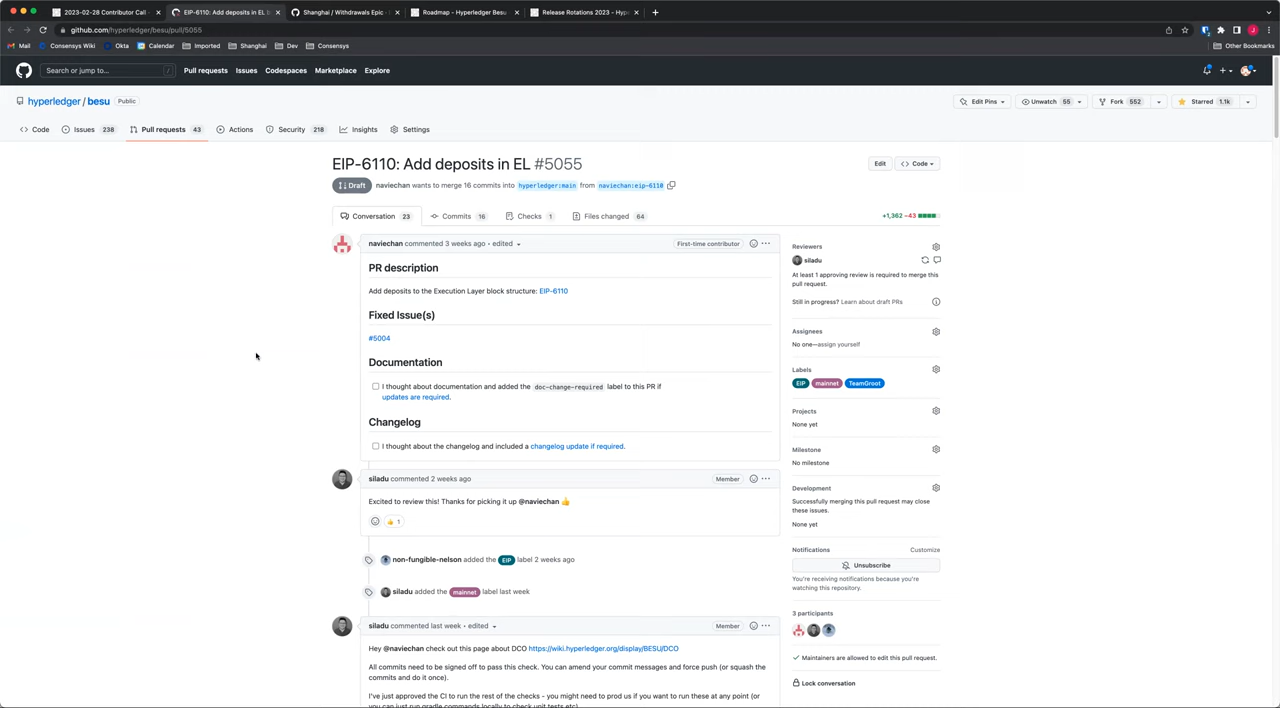 2023-02-28 Contributor Call -
EIP-6110: Add deposits in EL
Shanghai / Withdrawals Epic -
Roadmap - Hyperledger Besu -
Release Rotations 2023 - Hype
github.com/hyperledger/besu/pull/5055
Mail
Consensys Wiki
Okta
Calendar
Imported
Shanghai
Dev
Consensys
Other Bookmarks
Search or jump to...
/
Pull requests
Issues
Codespaces
Marketplace
Explore
hyperledger / besu
Public
Edit Pins
Unwatch 55
Fork 552
Starred 1.1k
Code
Issues 238
Pull requests 43
Actions
Security 218
Insights
Settings
EIP-6110: Add deposits in EL #5055
Edit
Code
Draft
naviechan wants to merge 16 commits into hyperledger:main from naviechan:eip-6110
Conversation 23
Commits 16
Checks 1
Files changed 64
+1,362 −43
naviechan commented 3 weeks ago • edited
First-time contributor
PR description
Add deposits to the Execution Layer block structure: EIP-6110
Fixed Issue(s)
#5004
Documentation
I thought about documentation and added the doc-change-required label to this PR if
updates are required.
Changelog
I thought about the changelog and included a changelog update if required.
siladu commented 2 weeks ago
Member
Excited to review this! Thanks for picking it up @naviechan 👍
👍 1
non-fungible-nelson added the EIP label 2 weeks ago
siladu added the mainnet label last week
siladu commented last week • edited
Member
Hey @naviechan check out this page about DCO https://wiki.hyperledger.org/display/BESU/DCO
All commits need to be signed off to pass this check. You can amend your commit messages and force push (or squash the
commits and do it once).
I've just approved the CI to run the rest of the checks - you might need to prod us if you want to run these at any point (or
you can just run gradle commands locally to check unit tests etc)
Reviewers
siladu
At least 1 approving review is required to merge this
pull request.
Still in progress? Learn about draft PRs
Assignees
No one—assign yourself
Labels
EIP
mainnet
TeamGroot
Projects
None yet
Milestone
No milestone
Development
Successfully merging this pull request may close
these issues.
None yet
Notifications
Customize
Unsubscribe
You're receiving notifications because you're
watching this repository.
3 participants
Maintainers are allowed to edit this pull request.
Lock conversation